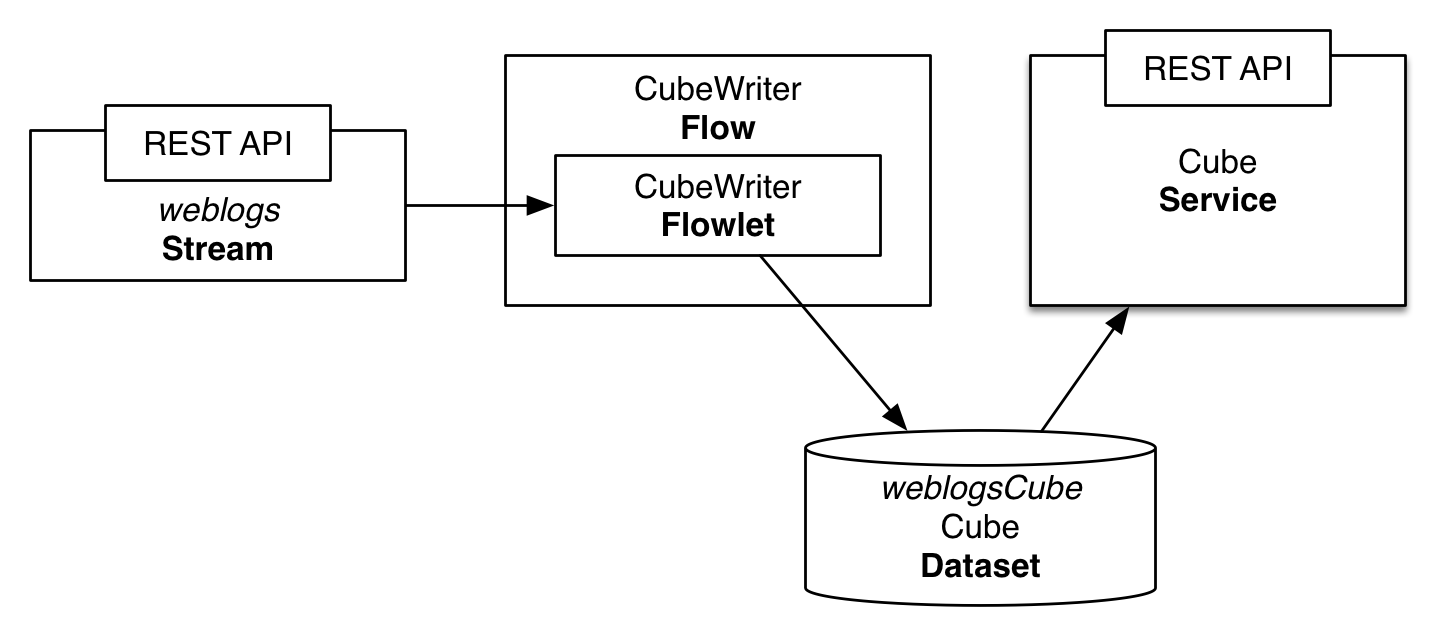 REST API
weblogs
Stream
CubeWriter
Flow
CubeWriter
Flowlet
REST API
Cube
Service
weblogsCube
Cube
Dataset